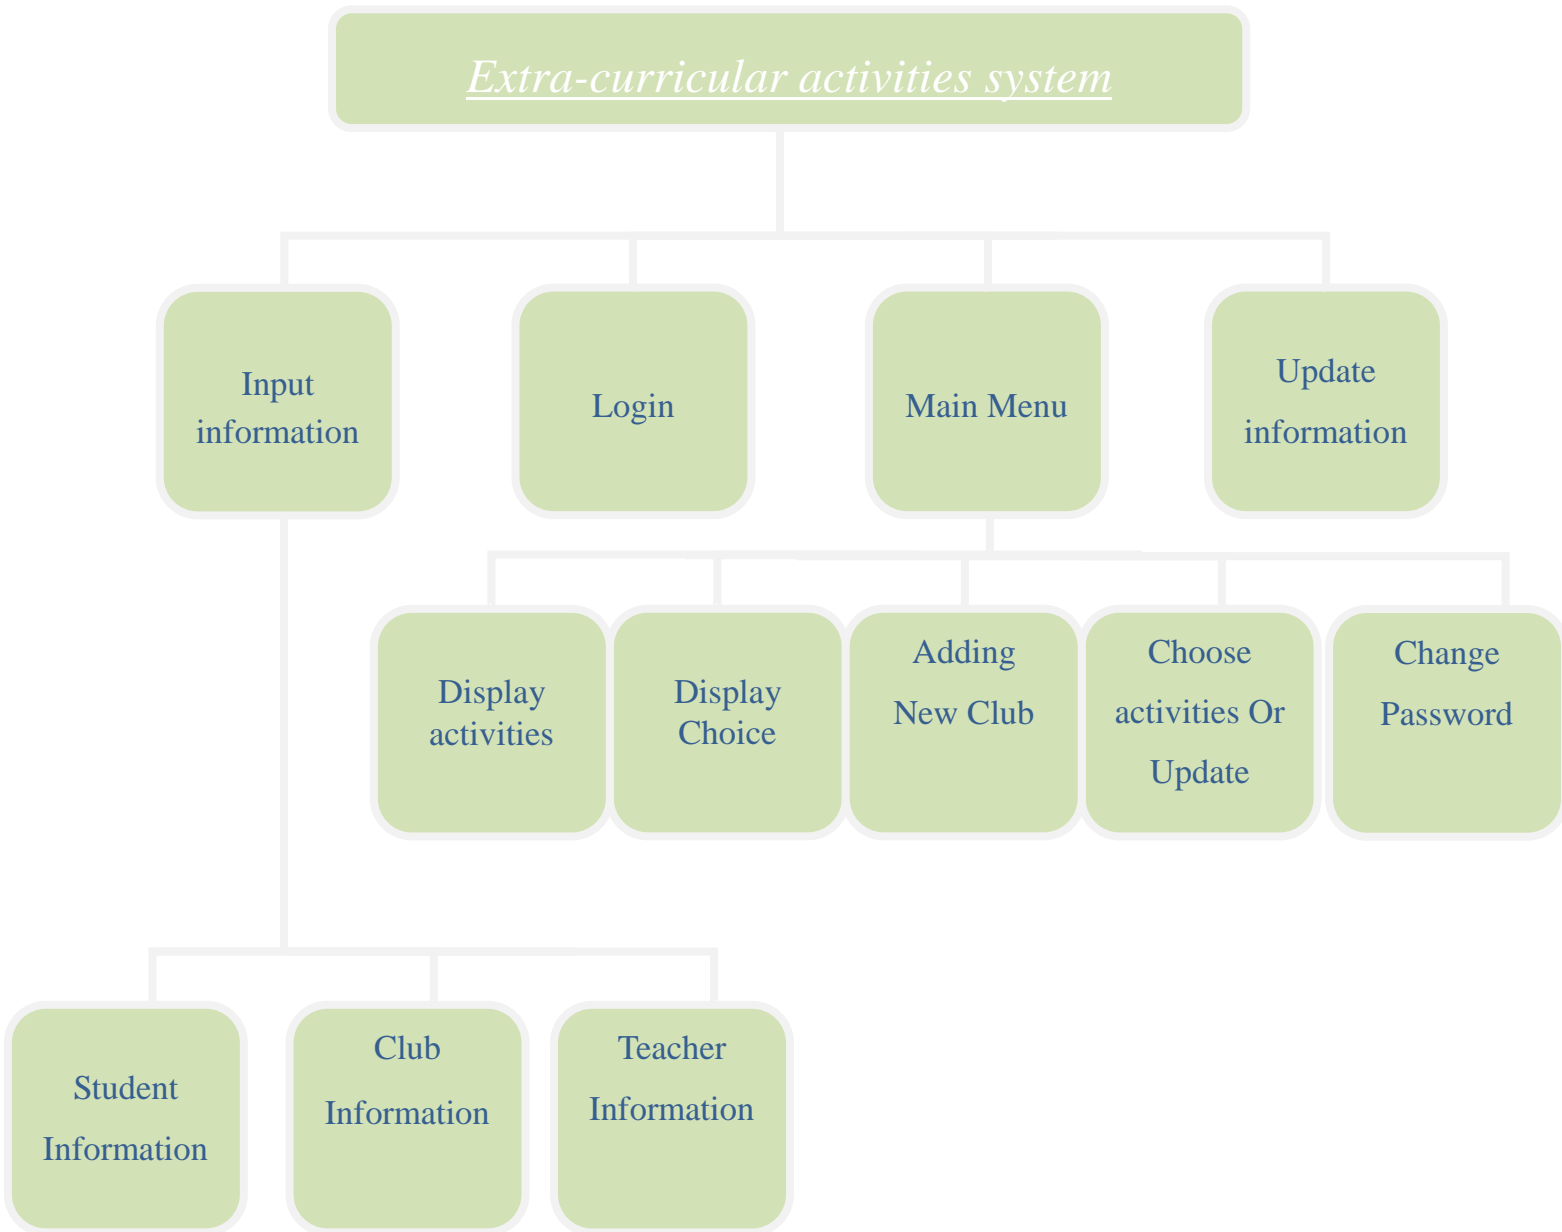 Extra-curricular activities system
Input
information
Login
Main Menu
Update
information
Display
activities
Display
Choice
Adding
New Club
Choose
activities Or
Update
Change
Password
Student
Information
Club
Information
Teacher
Information